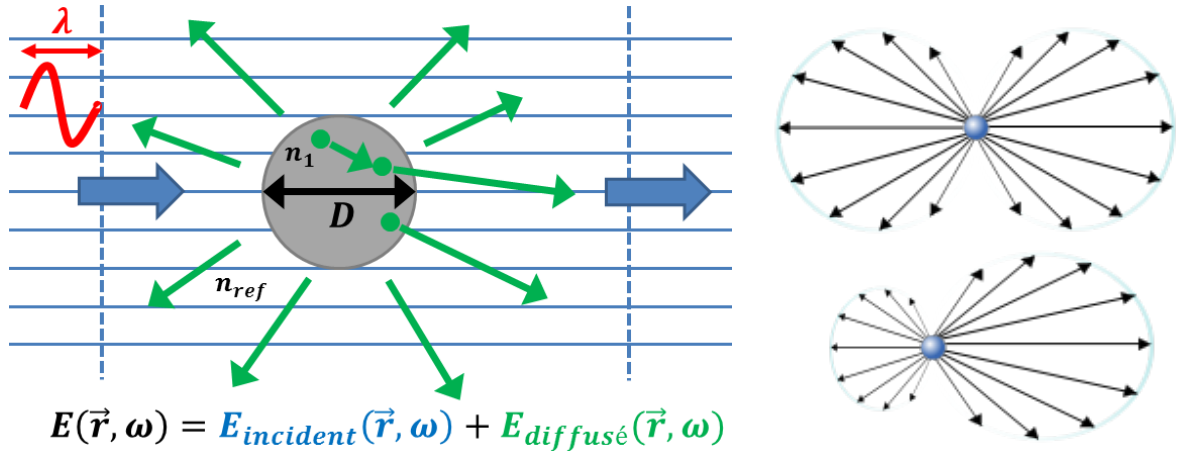 λ
n₁
D
n_ref
E(r⃗, ω) = E_incident(r⃗, ω) + E_diffusé(r⃗, ω)